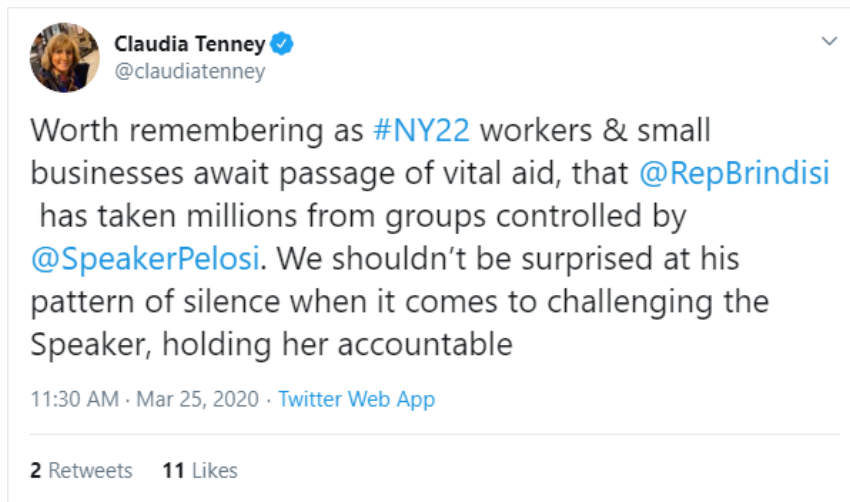 Claudia Tenney
@claudiatenney
Worth remembering as #NY22 workers & small
businesses await passage of vital aid, that @RepBrindisi
has taken millions from groups controlled by
@SpeakerPelosi. We shouldn't be surprised at his
pattern of silence when it comes to challenging the
Speaker, holding her accountable
11:30 AM · Mar 25, 2020 · Twitter Web App
2 Retweets 11 Likes